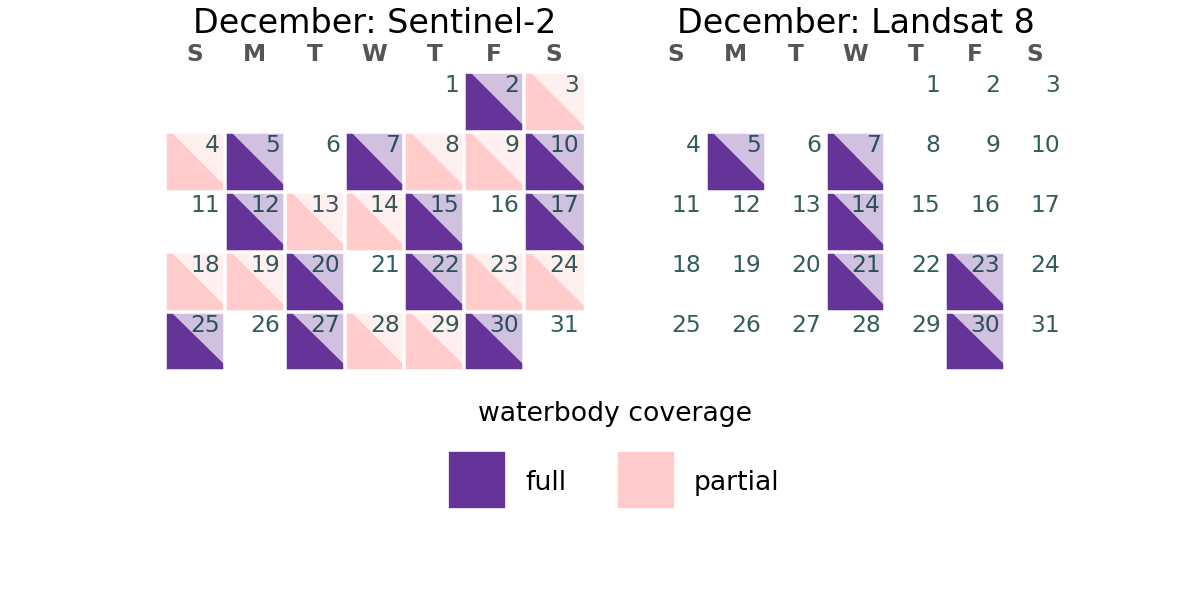 December: Sentinel-2
S M T W T F S
1 2 3
4 5 6 7 8 9 10
11 12 13 14 15 16 17
18 19 20 21 22 23 24
25 26 27 28 29 30 31
December: Landsat 8
S M T W T F S
1 2 3
4 5 6 7 8 9 10
11 12 13 14 15 16 17
18 19 20 21 22 23 24
25 26 27 28 29 30 31
waterbody coverage
full partial